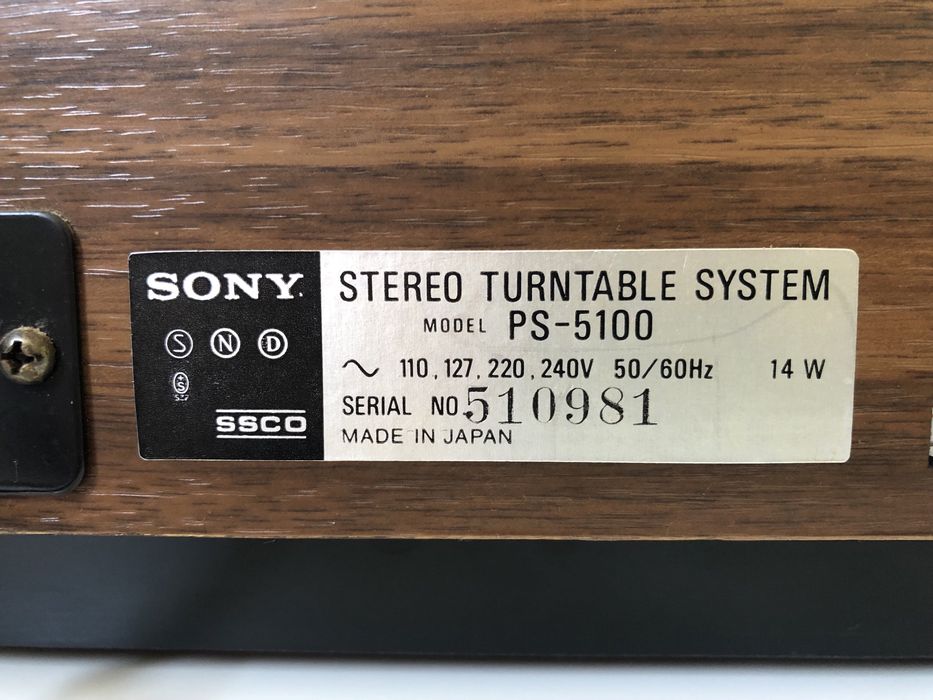 SONY
S N D
+S
SSCO
STEREO TURNTABLE SYSTEM
MODEL PS-5100
~ 110, 127, 220, 240V 50/60Hz 14 W
SERIAL NO. 510981
MADE IN JAPAN